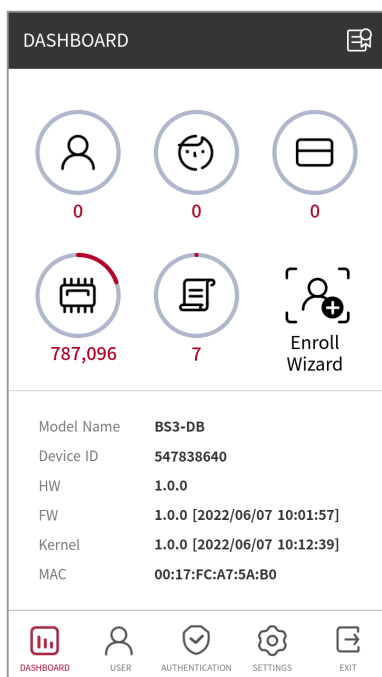 DASHBOARD
0 0 0
787,096 7 Enroll
Wizard
Model Name BS3-DB
Device ID 547838640
HW 1.0.0
FW 1.0.0 [2022/06/07 10:01:57]
Kernel 1.0.0 [2022/06/07 10:12:39]
MAC 00:17:FC:A7:5A:B0
DASHBOARD USER AUTHENTICATION SETTINGS EXIT